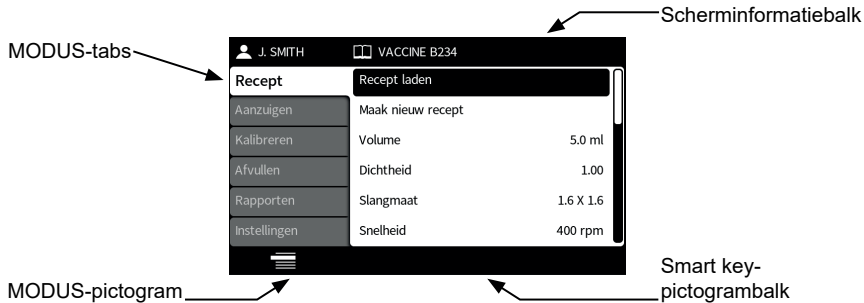 Scherminformatiebalk
MODUS-tabs
J. SMITH VACCINE B234
Recept Recept laden
Aanzuigen Maak nieuw recept
Kalibreren Volume 5.0 ml
Afvullen Dichtheid 1.00
Rapporten Slangmaat 1.6 X 1.6
Instellingen Snelheid 400 rpm
MODUS-pictogram
Smart key-
pictogrambalk